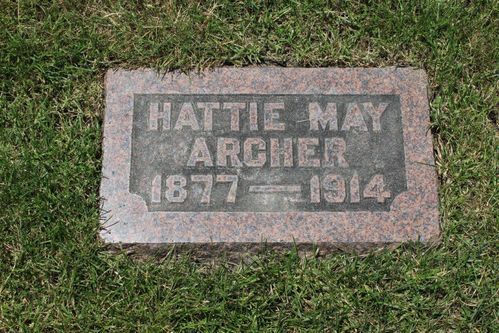 HATTIE MAY
ARCHER
1877 — 1914